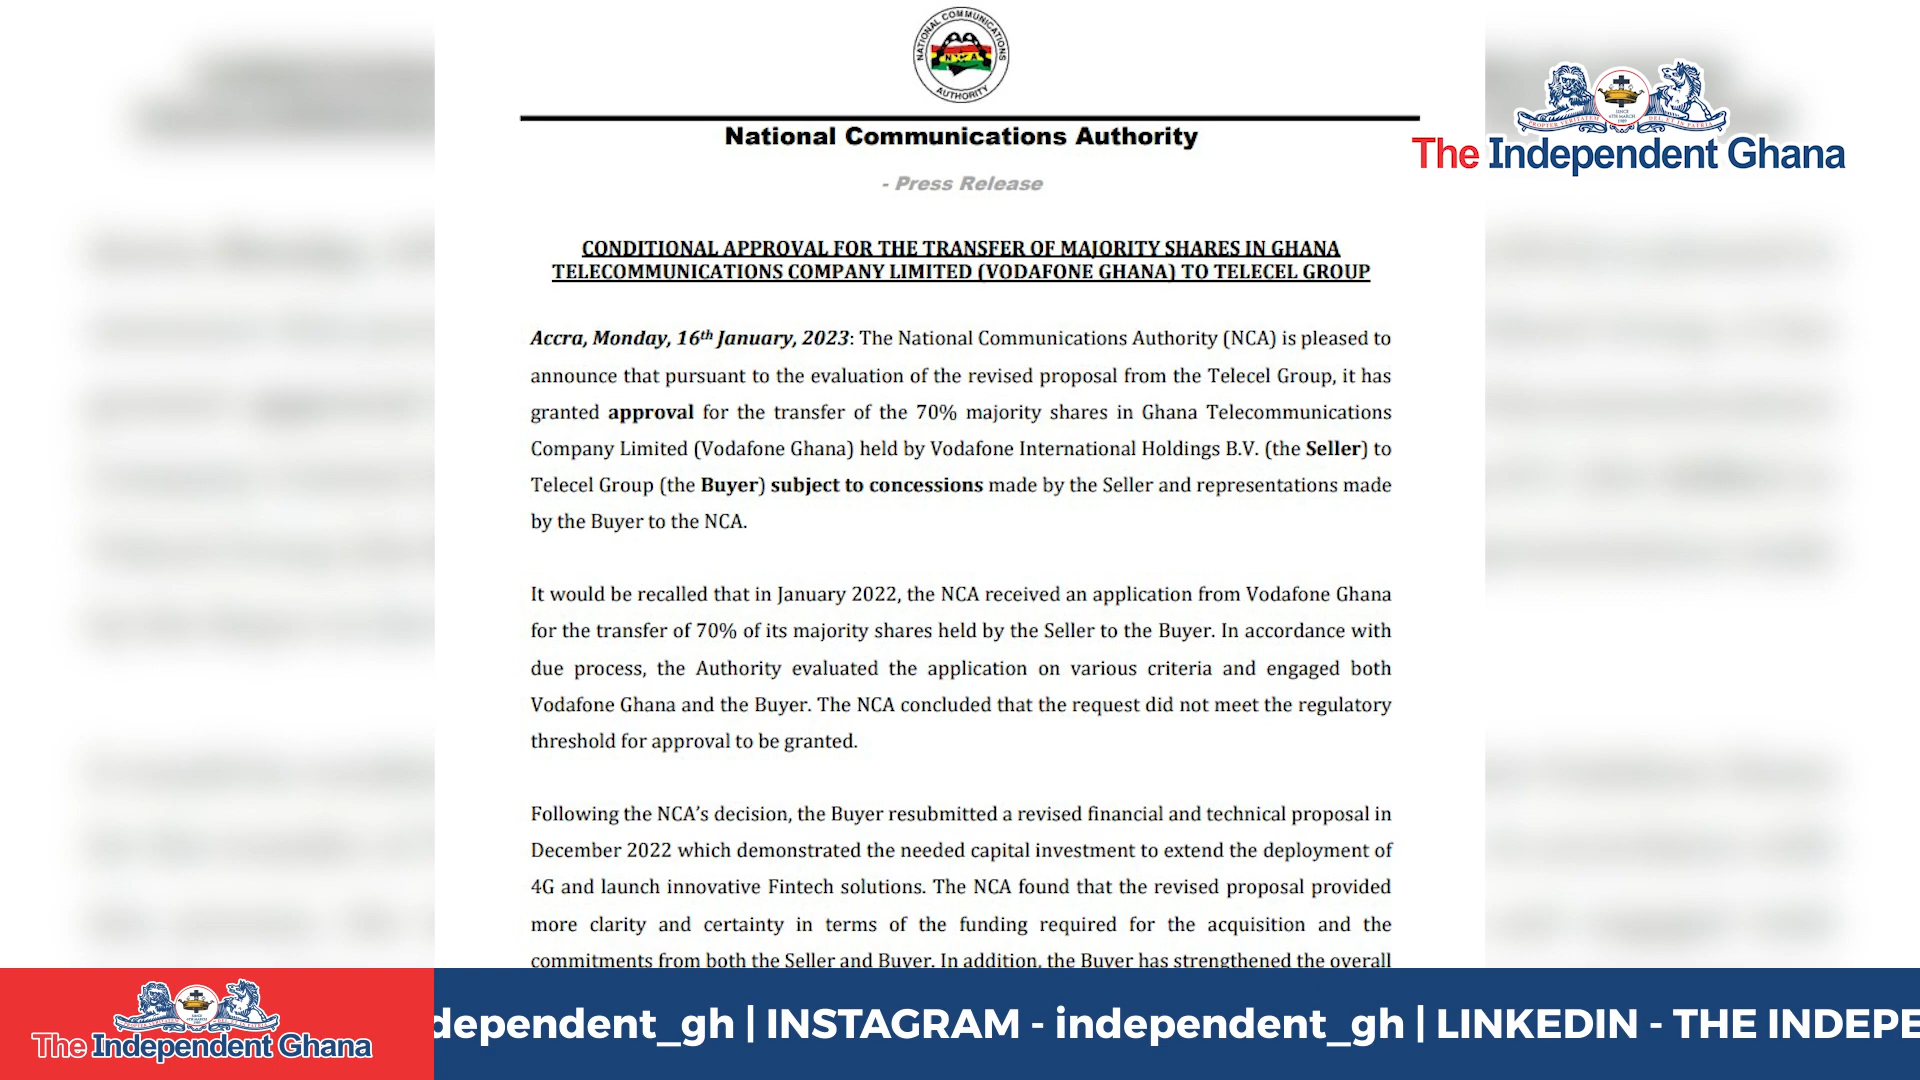 NATIONAL COMMUNICATIONS
NCA
AUTHORITY
National Communications Authority
- Press Release
The Independent Ghana
CONDITIONAL APPROVAL FOR THE TRANSFER OF MAJORITY SHARES IN GHANA
TELECOMMUNICATIONS COMPANY LIMITED (VODAFONE GHANA) TO TELECEL GROUP
Accra, Monday, 16th January, 2023: The National Communications Authority (NCA) is pleased to
announce that pursuant to the evaluation of the revised proposal from the Telecel Group, it has
granted approval for the transfer of the 70% majority shares in Ghana Telecommunications
Company Limited (Vodafone Ghana) held by Vodafone International Holdings B.V. (the Seller) to
Telecel Group (the Buyer) subject to concessions made by the Seller and representations made
by the Buyer to the NCA.
It would be recalled that in January 2022, the NCA received an application from Vodafone Ghana
for the transfer of 70% of its majority shares held by the Seller to the Buyer. In accordance with
due process, the Authority evaluated the application on various criteria and engaged both
Vodafone Ghana and the Buyer. The NCA concluded that the request did not meet the regulatory
threshold for approval to be granted.
Following the NCA's decision, the Buyer resubmitted a revised financial and technical proposal in
December 2022 which demonstrated the needed capital investment to extend the deployment of
4G and launch innovative Fintech solutions. The NCA found that the revised proposal provided
more clarity and certainty in terms of the funding required for the acquisition and the
commitments from both the Seller and Buyer. In addition, the Buyer has strengthened the overall
The Independent Ghana
dependent_gh | INSTAGRAM - independent_gh | LINKEDIN - THE INDEPE